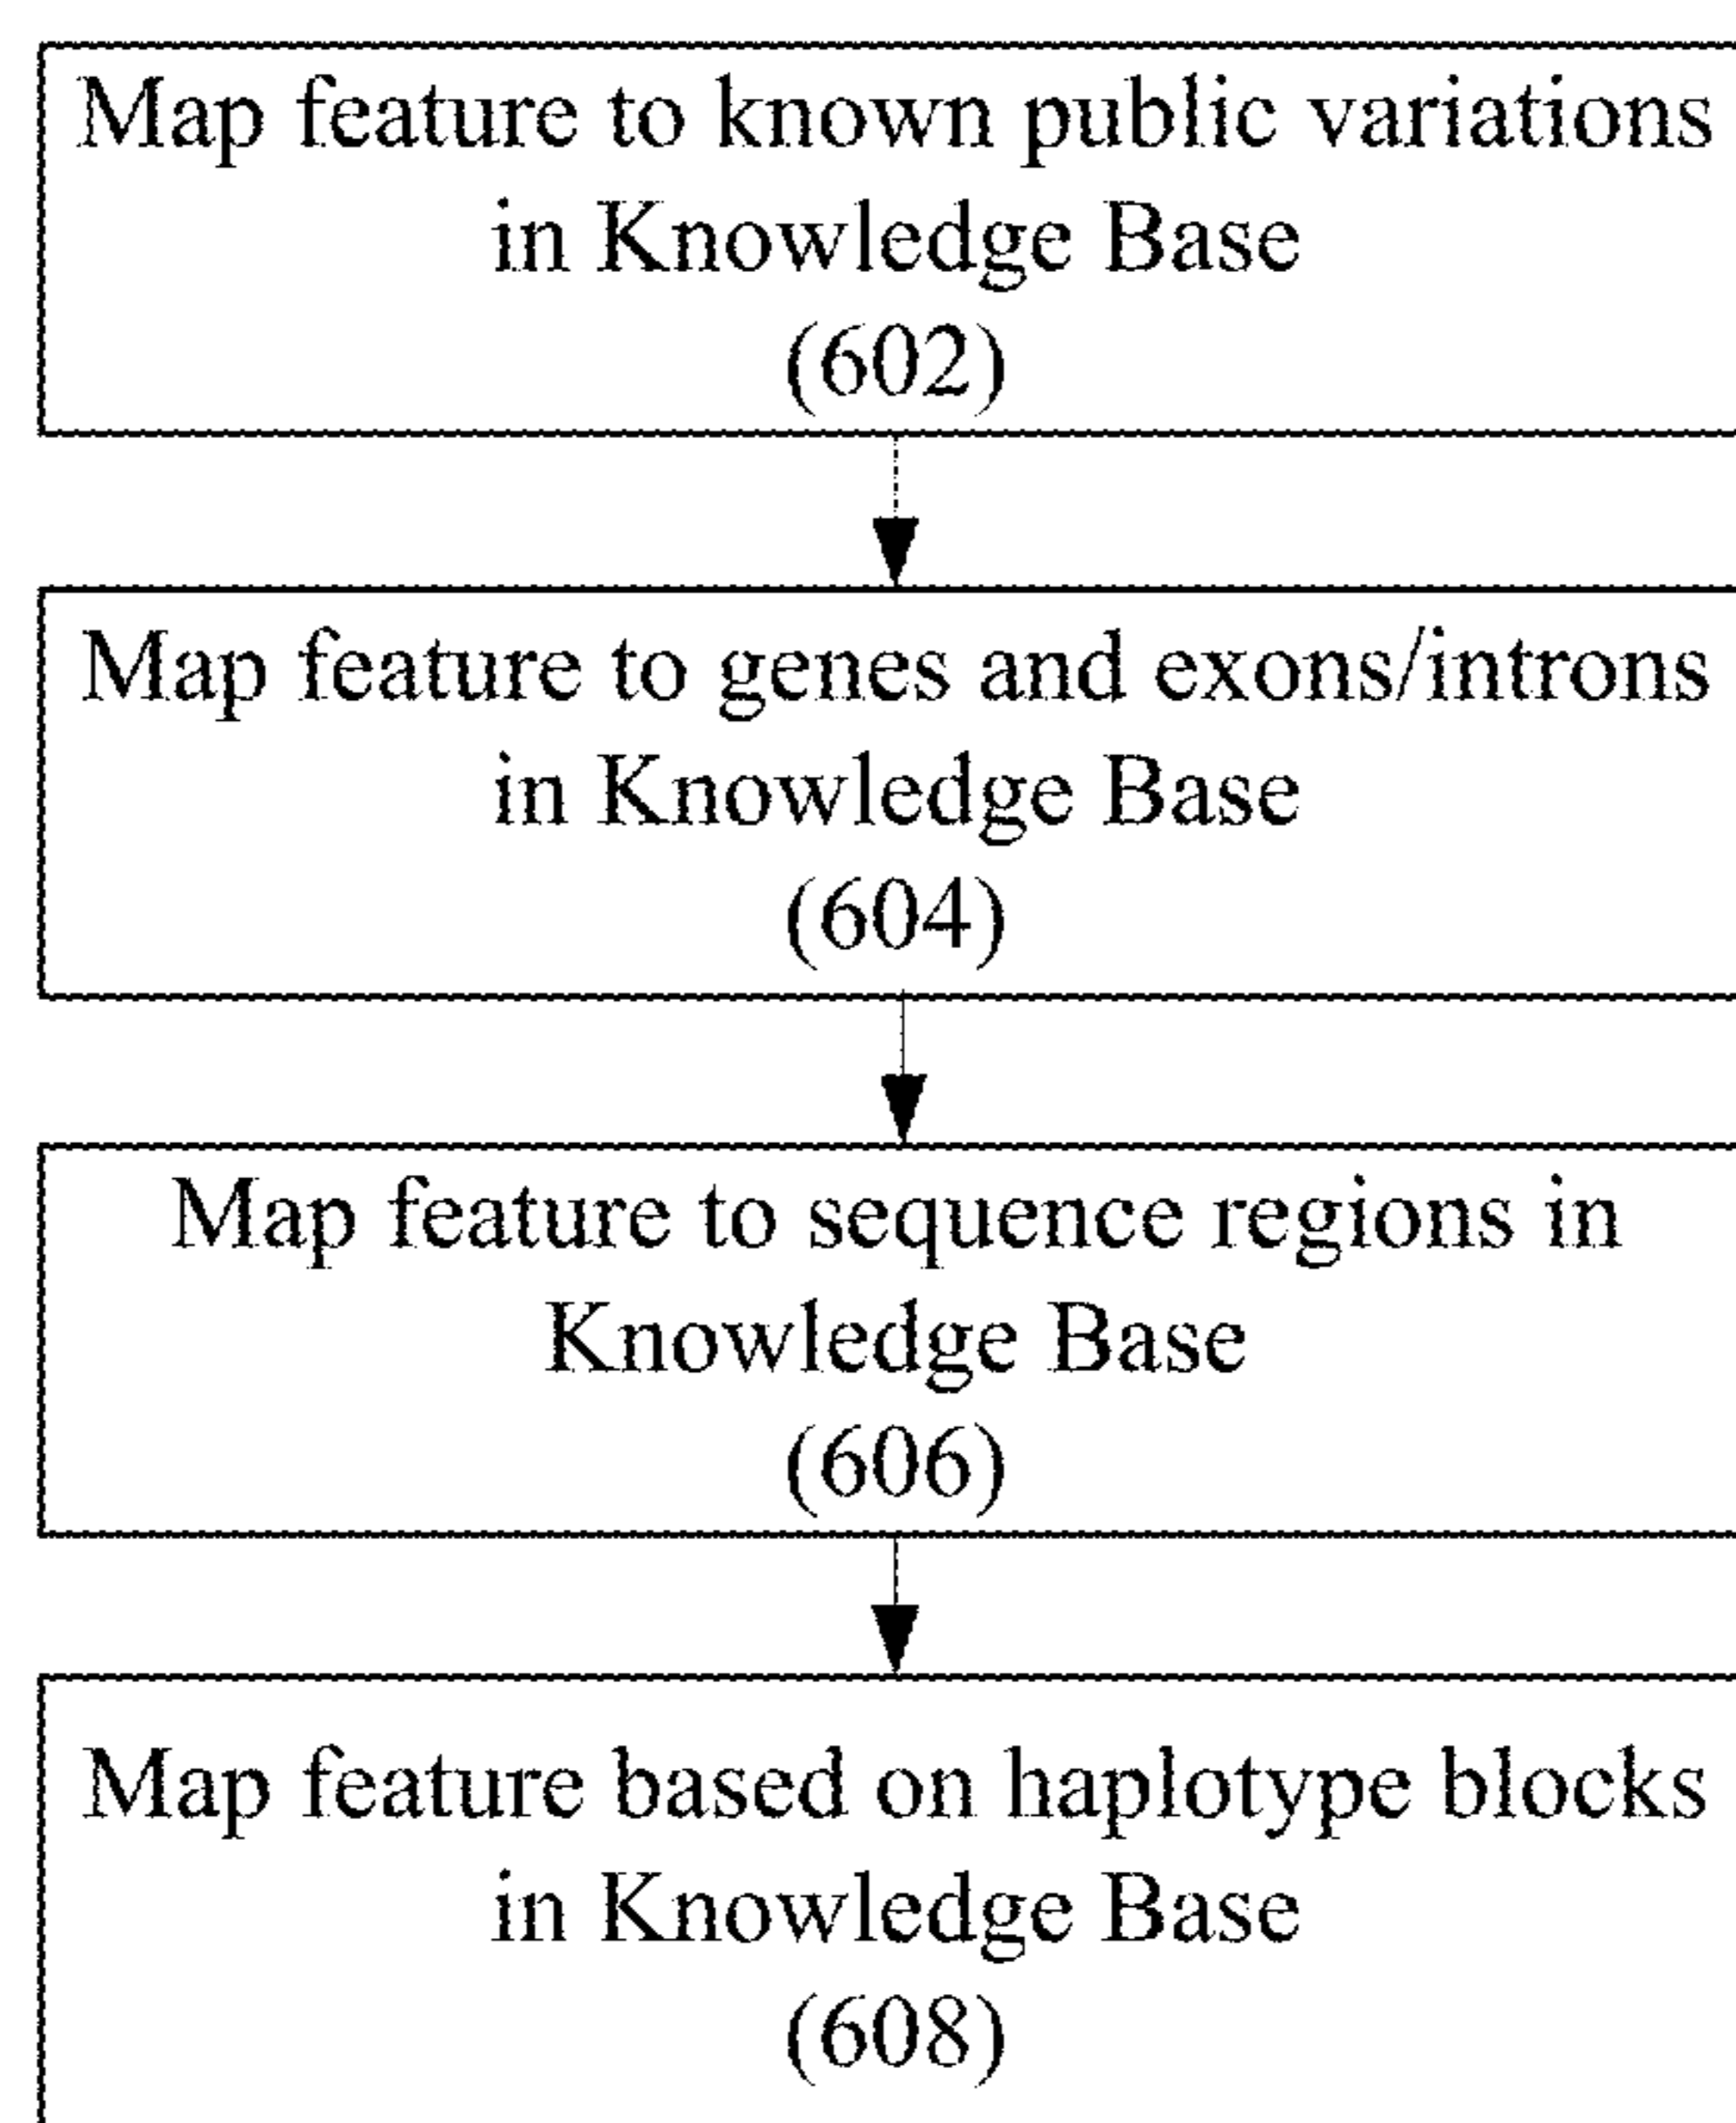 Map feature to known public variations
in Knowledge Base
(602)
Map feature to genes and exons/introns
in Knowledge Base
(604)
Map feature to sequence regions in
Knowledge Base
(606)
Map feature based on haplotype blocks
in Knowledge Base
(608)